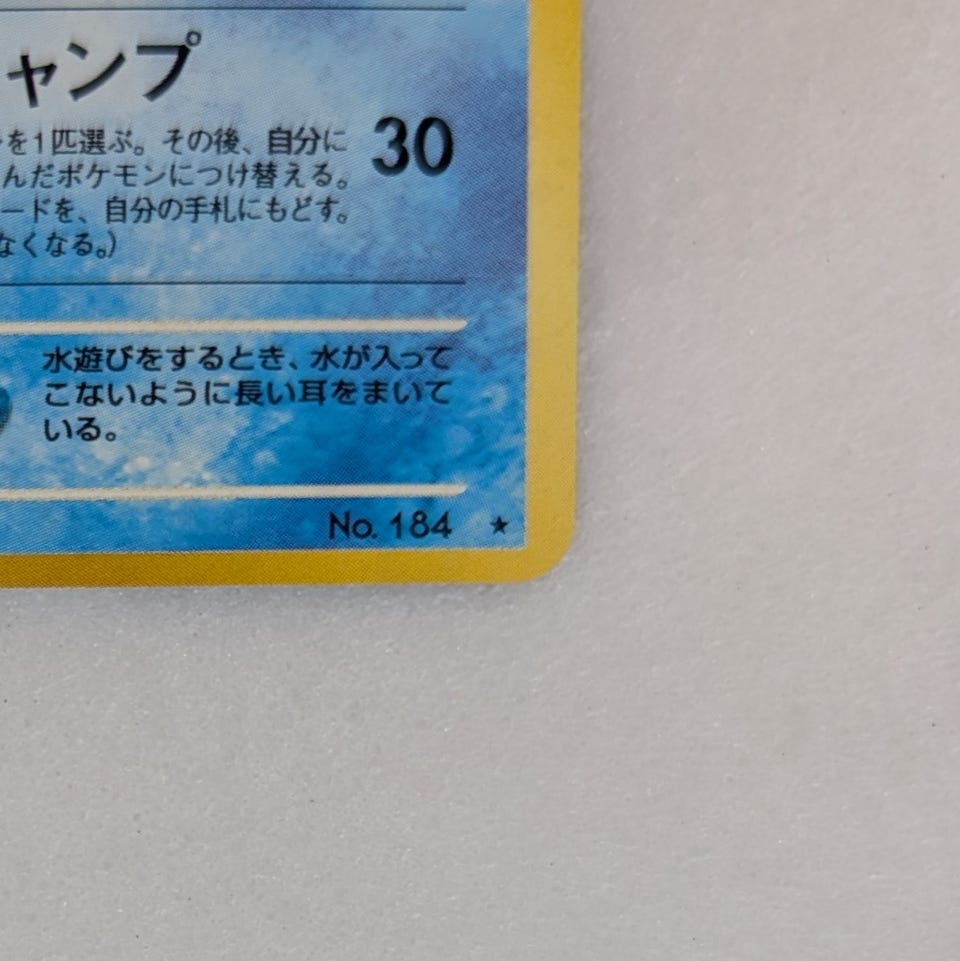 ャンプ
を1匹選ぶ。その後、自分に
んだポケモンにつけ替える。
ードを、自分の手札にもどす。
なくなる。)
30
水遊びをするとき、水が入って
こないように長い耳をまいて
いる。
No. 184 ★